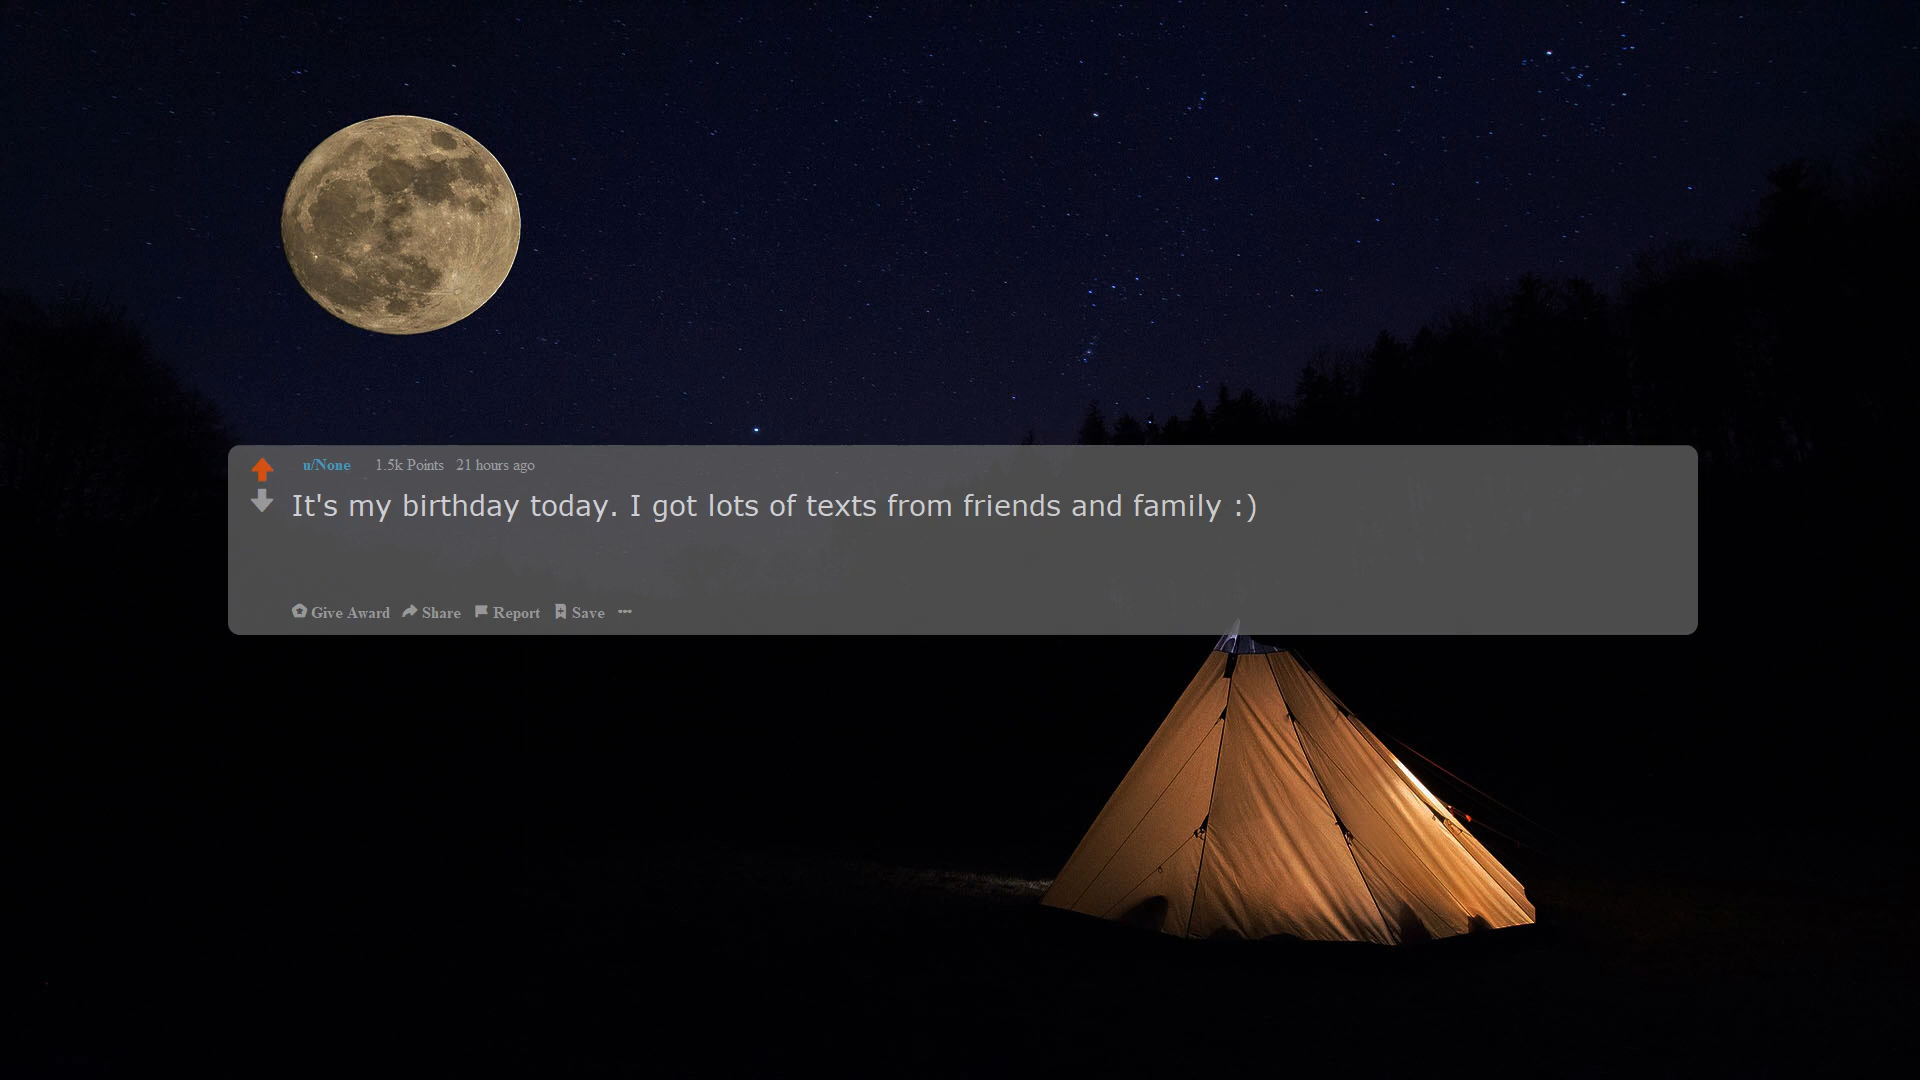 u/None 1.5k Points 21 hours ago
It's my birthday today. I got lots of texts from friends and family :)
Give Award Share Report Save